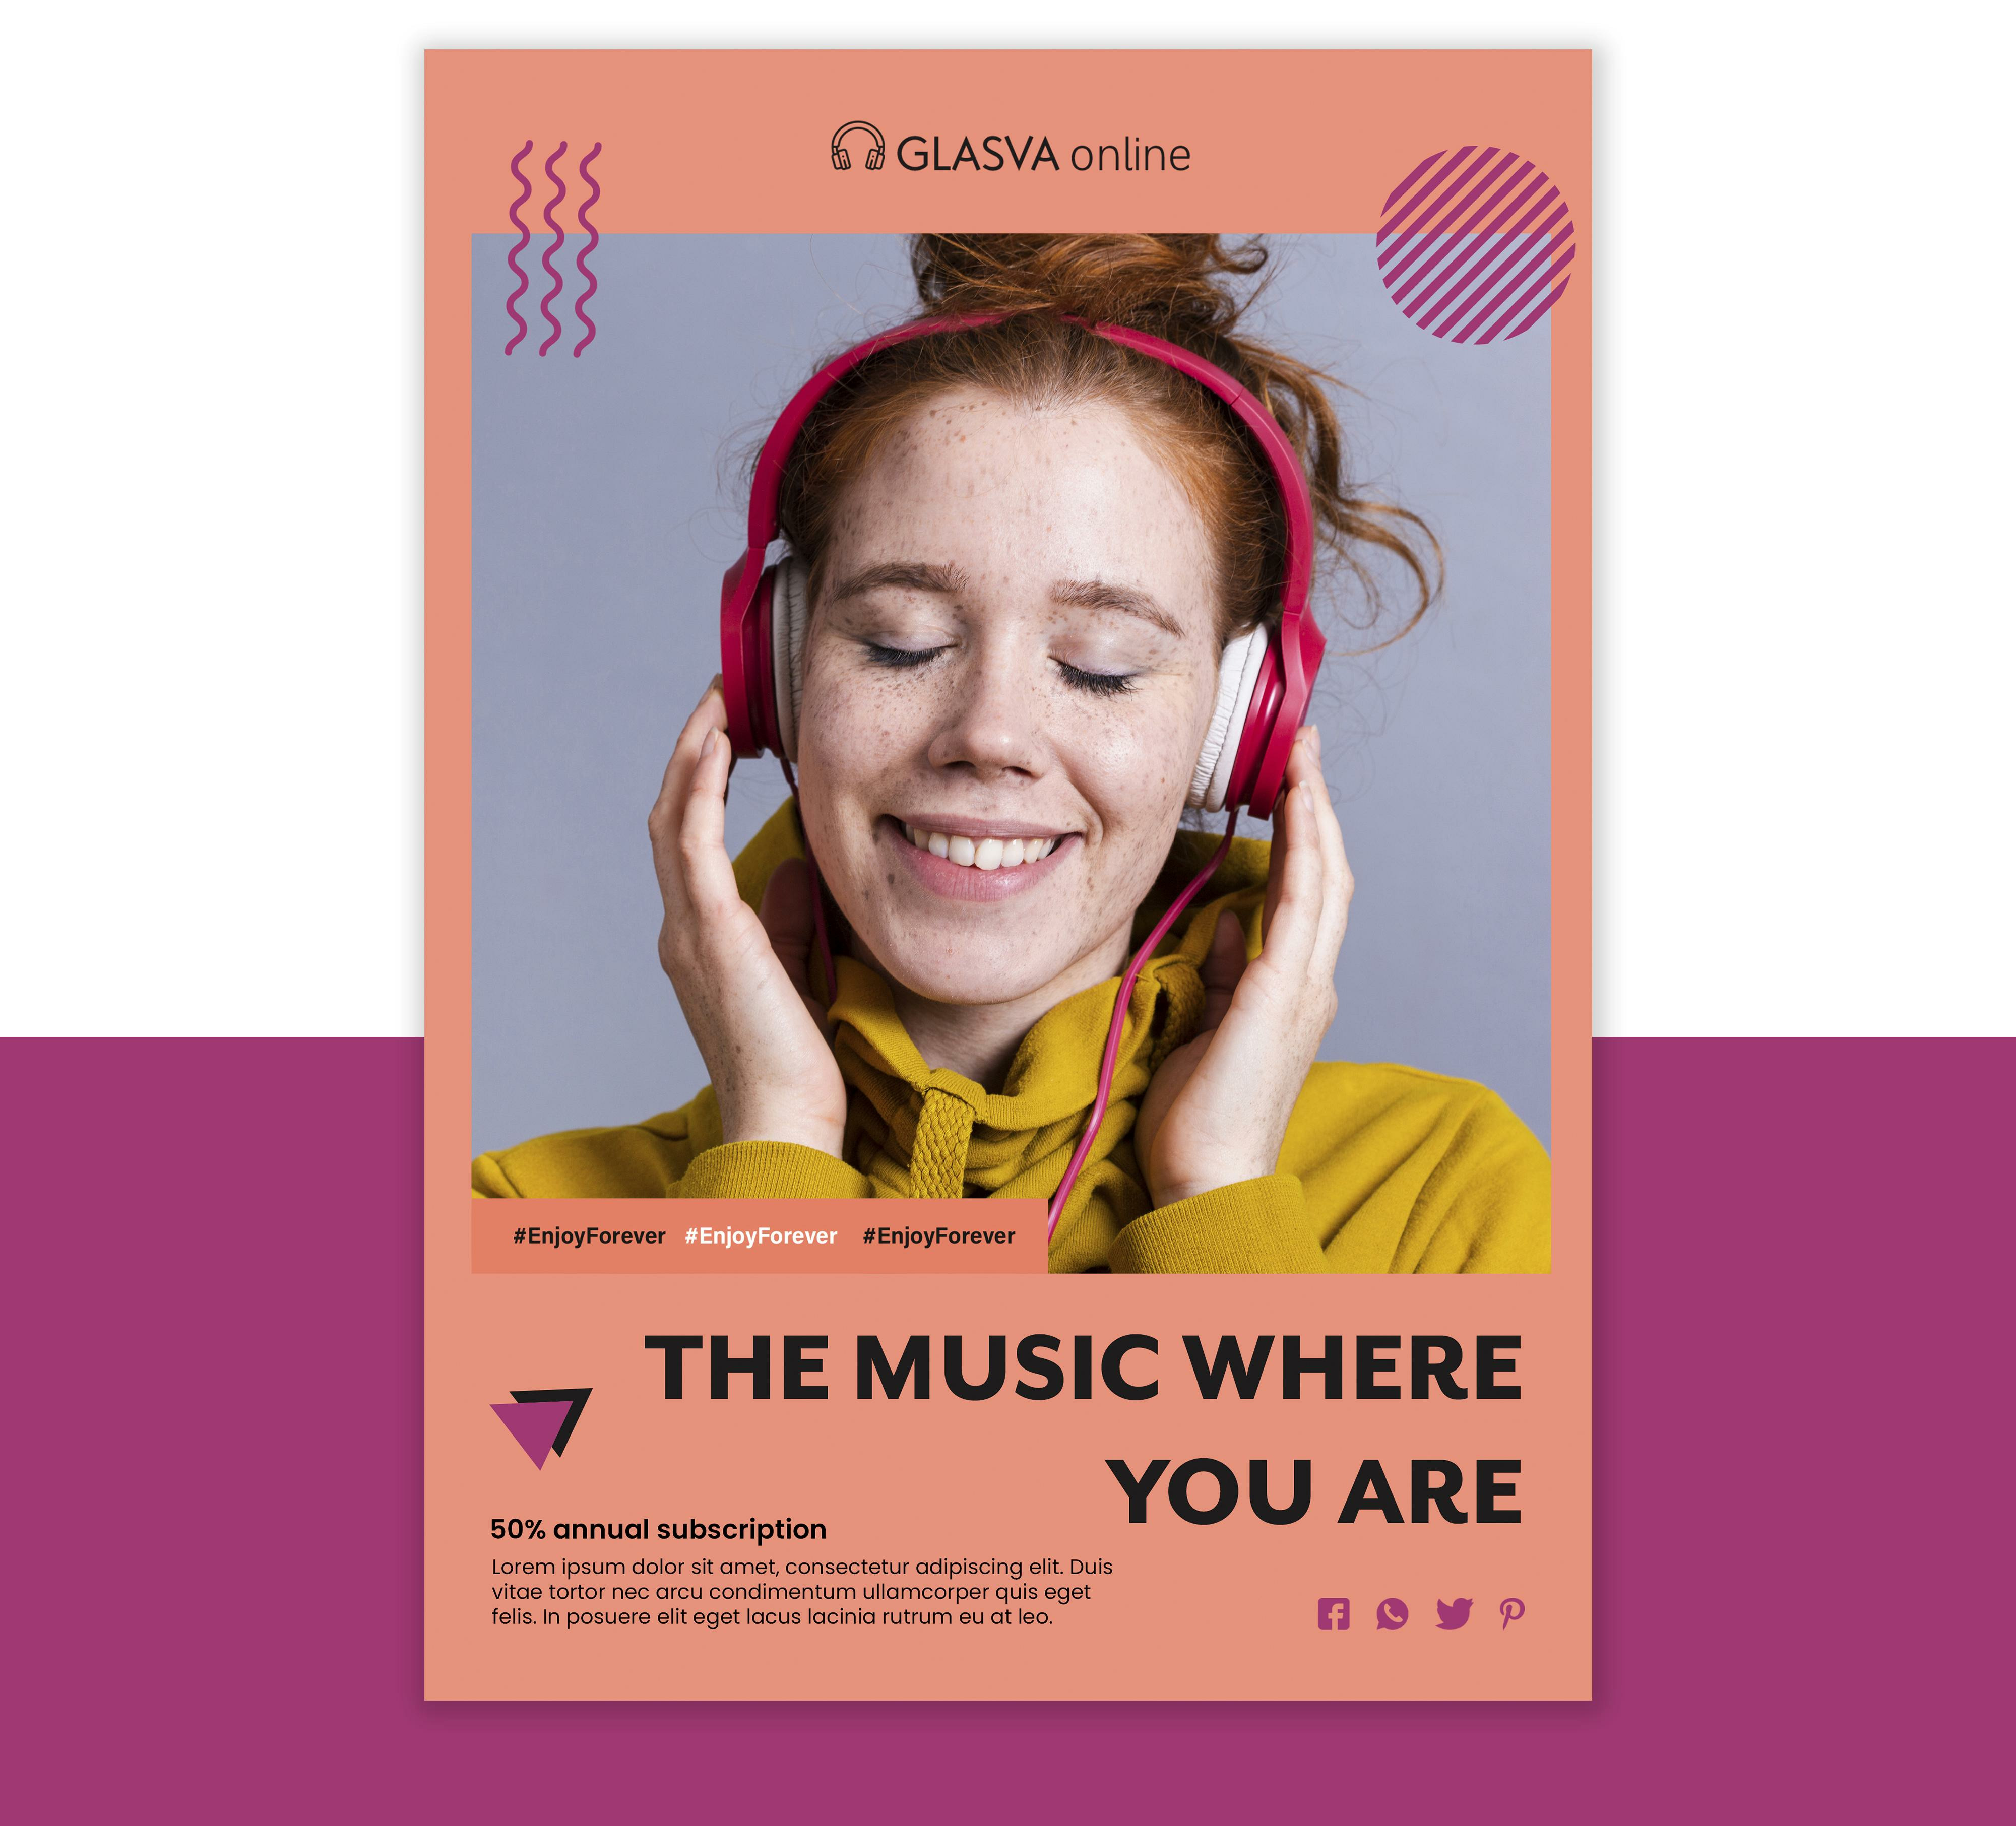 GLASVA online
#EnjoyForever #EnjoyForever #EnjoyForever
THE MUSIC WHERE
YOU ARE
50% annual subscription
Lorem ipsum dolor sit amet, consectetur adipiscing elit. Duis
vitae tortor nec arcu condimentum ullamcorper quis eget
felis. In posuere elit eget lacus lacinia rutrum eu at leo.